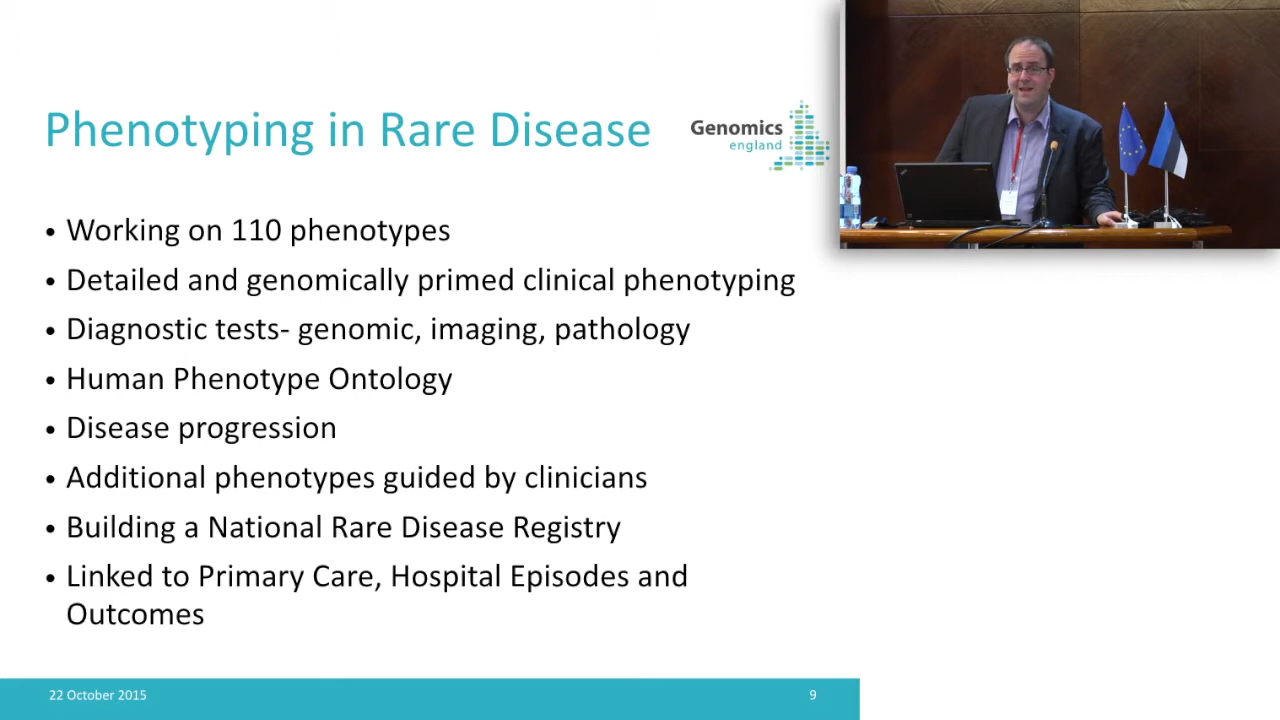 Phenotyping in Rare Disease
Genomics
england
• Working on 110 phenotypes
• Detailed and genomically primed clinical phenotyping
• Diagnostic tests- genomic, imaging, pathology
• Human Phenotype Ontology
• Disease progression
• Additional phenotypes guided by clinicians
• Building a National Rare Disease Registry
• Linked to Primary Care, Hospital Episodes and
Outcomes
22 October 2015
9